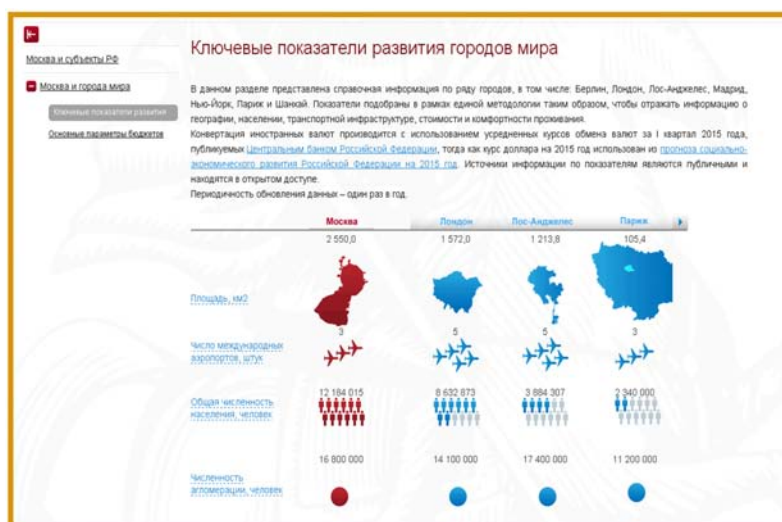 Ключевые показатели развития городов мира
Москва и субъекты РФ
Москва и города мира
Ключевые показатели развития
Основные параметры бюджетов
В данном разделе представлена справочная информация по ряду городов, в том числе: Берлин, Лондон, Лос-Анджелес, Мадрид,
Нью-Йорк, Париж и Шанхай. Показатели подобраны в рамках единой методологии таким образом, чтобы отражать информацию о
географии, населении, транспортной инфраструктуре, стоимости и комфортности проживания.
Конвертация иностранных валют производится с использованием усредненных курсов обмена валют за I квартал 2015 года,
публикуемых Центральным банком Российской Федерации, тогда как курс доллара на 2015 год использован из прогноза социально-
экономического развития Российской Федерации на 2015 год. Источники информации по показателям являются публичными и
находятся в открытом доступе.
Периодичность обновления данных – один раз в год.
Москва Лондон Лос-Анджелес Париж
2 550,0 1 572,0 1 213,8 105,4
Площадь, км2
3 5 5 3
Число международных
аэропортов, штук
12 184 015 8 632 873 3 884 307 2 340 000
Общая численность
населения, человек
16 800 000 14 100 000 17 400 000 11 200 000
Численность
агломерации, человек